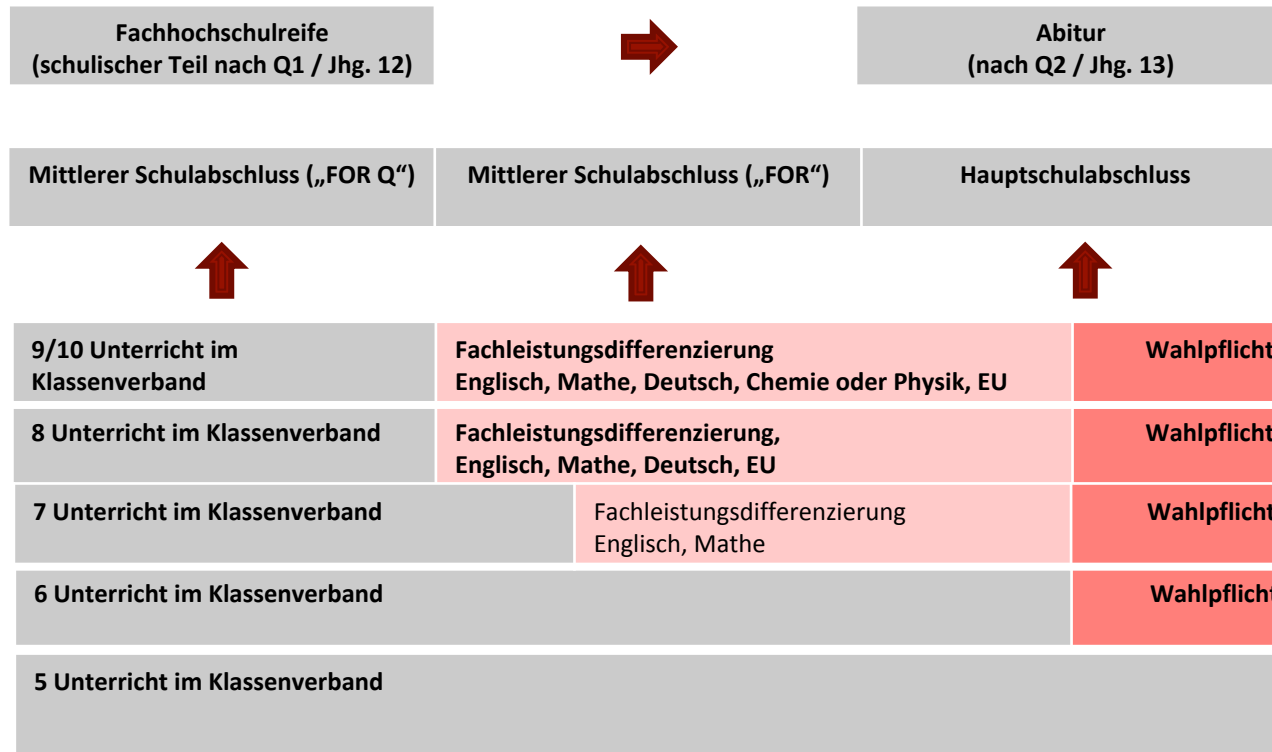 Fachhochschulreife
(schulischer Teil nach Q1 / Jhg. 12)
Abitur
(nach Q2 / Jhg. 13)
Mittlerer Schulabschluss („FOR Q“)
Mittlerer Schulabschluss („FOR“)
Hauptschulabschluss
9/10 Unterricht im
Klassenverband
Fachleistungsdifferenzierung
Englisch, Mathe, Deutsch, Chemie oder Physik, EU
Wahlpflicht
8 Unterricht im Klassenverband
Fachleistungsdifferenzierung,
Englisch, Mathe, Deutsch, EU
Wahlpflicht
7 Unterricht im Klassenverband
Fachleistungsdifferenzierung
Englisch, Mathe
Wahlpflicht
6 Unterricht im Klassenverband
Wahlpflicht
5 Unterricht im Klassenverband